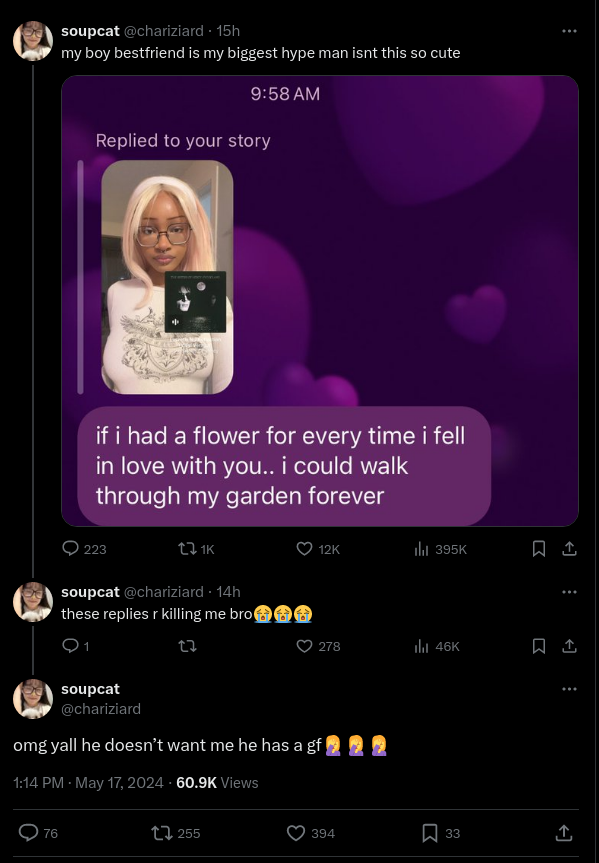 soupcat @chariziard · 15h
my boy bestfriend is my biggest hype man isnt this so cute
9:58 AM
Replied to your story
if i had a flower for every time i fell
in love with you.. i could walk
through my garden forever
223 1K 12K 395K
soupcat @chariziard · 14h
these replies r killing me bro😭😭😭
1 278 46K
soupcat
@chariziard
omg yall he doesn’t want me he has a gf🤦‍♀️🤦‍♀️🤦‍♀️
1:14 PM · May 17, 2024 · 60.9K Views
76 255 394 33